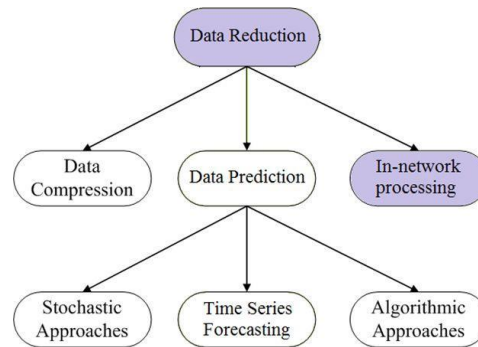 Data Reduction
Data
Compression
Data Prediction
In-network
processing
Stochastic
Approaches
Time Series
Forecasting
Algorithmic
Approaches